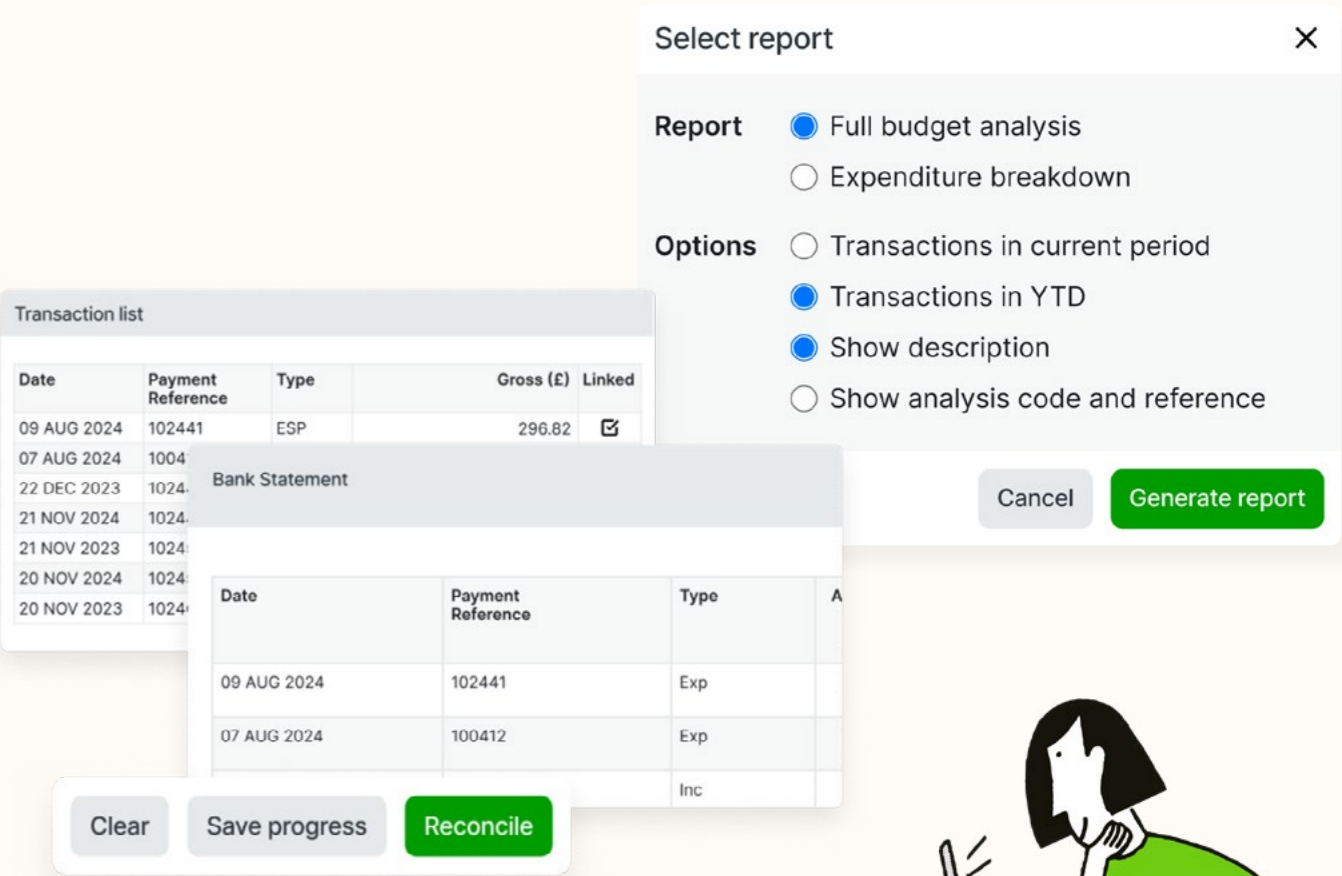 Select report
Report Full budget analysis
Expenditure breakdown
Options Transactions in current period
Transactions in YTD
Show description
Show analysis code and reference
Cancel Generate report
Transaction list
Date Payment Reference Type Gross (£) Linked
09 AUG 2024 102441 ESP 296.82
07 AUG 2024
22 DEC 2023
21 NOV 2024
21 NOV 2023
20 NOV 2024
20 NOV 2023
Bank Statement
Date Payment Reference Type
09 AUG 2024 102441 Exp
07 AUG 2024 100412 Exp
Inc
Clear Save progress Reconcile